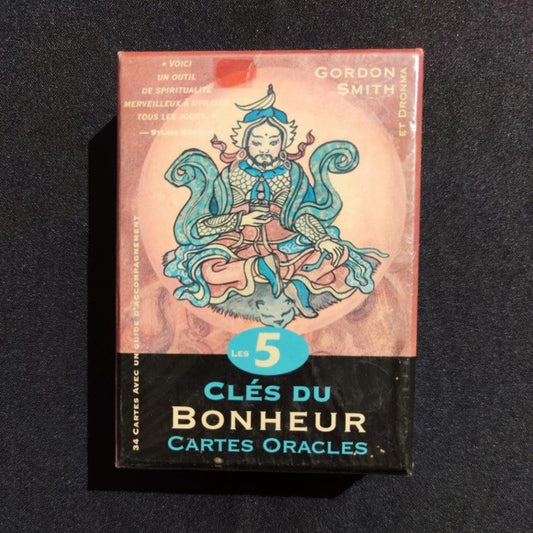 « VOICI
UN OUTIL
DE SPIRITUALITÉ
MERVEILLEUX À UTILISER
TOUS LES JOURS.
— SYLVIA
GORDON
SMITH
ET DRONMA
34 CARTES AVEC UN GUIDE D'ACCOMPAGNEMENT
LES 5
CLÉS DU
BONHEUR
CARTES ORACLES